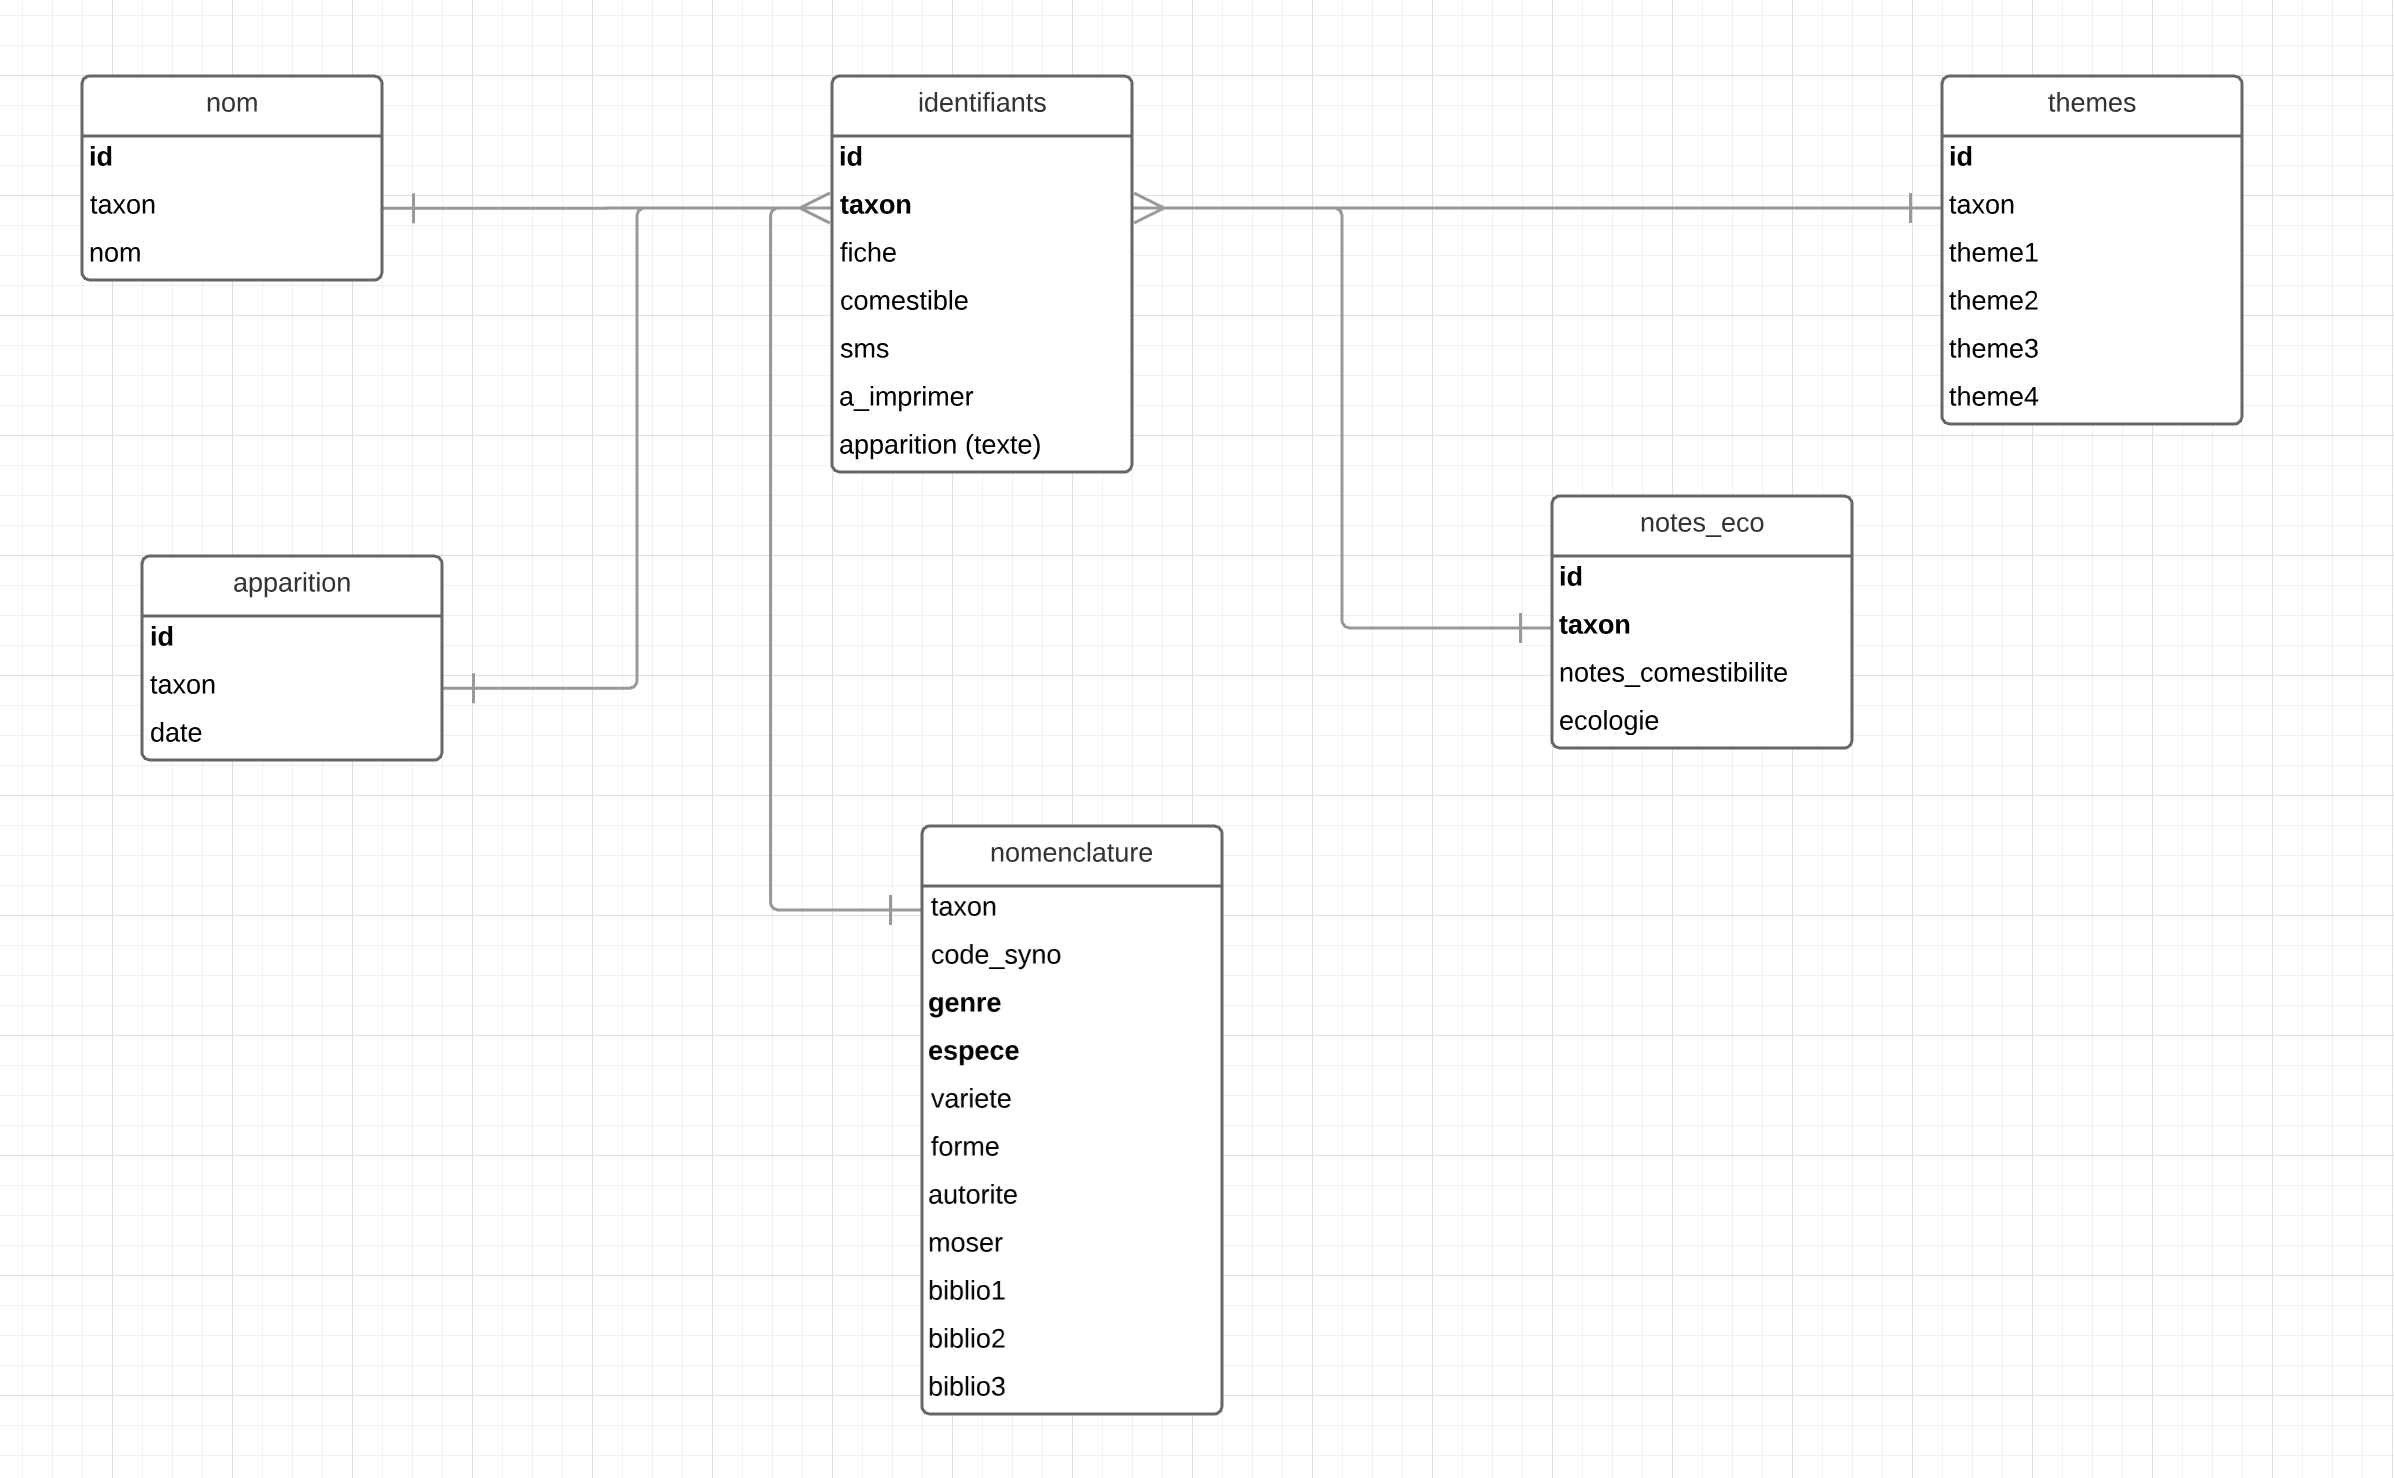 nom
id
taxon
nom
identifiants
id
taxon
fiche
comestible
sms
a_imprimer
apparition (texte)
themes
id
taxon
theme1
theme2
theme3
theme4
apparition
id
taxon
date
notes_eco
id
taxon
notes_comestibilite
ecologie
nomenclature
taxon
code_syno
genre
espece
variete
forme
autorite
moser
biblio1
biblio2
biblio3